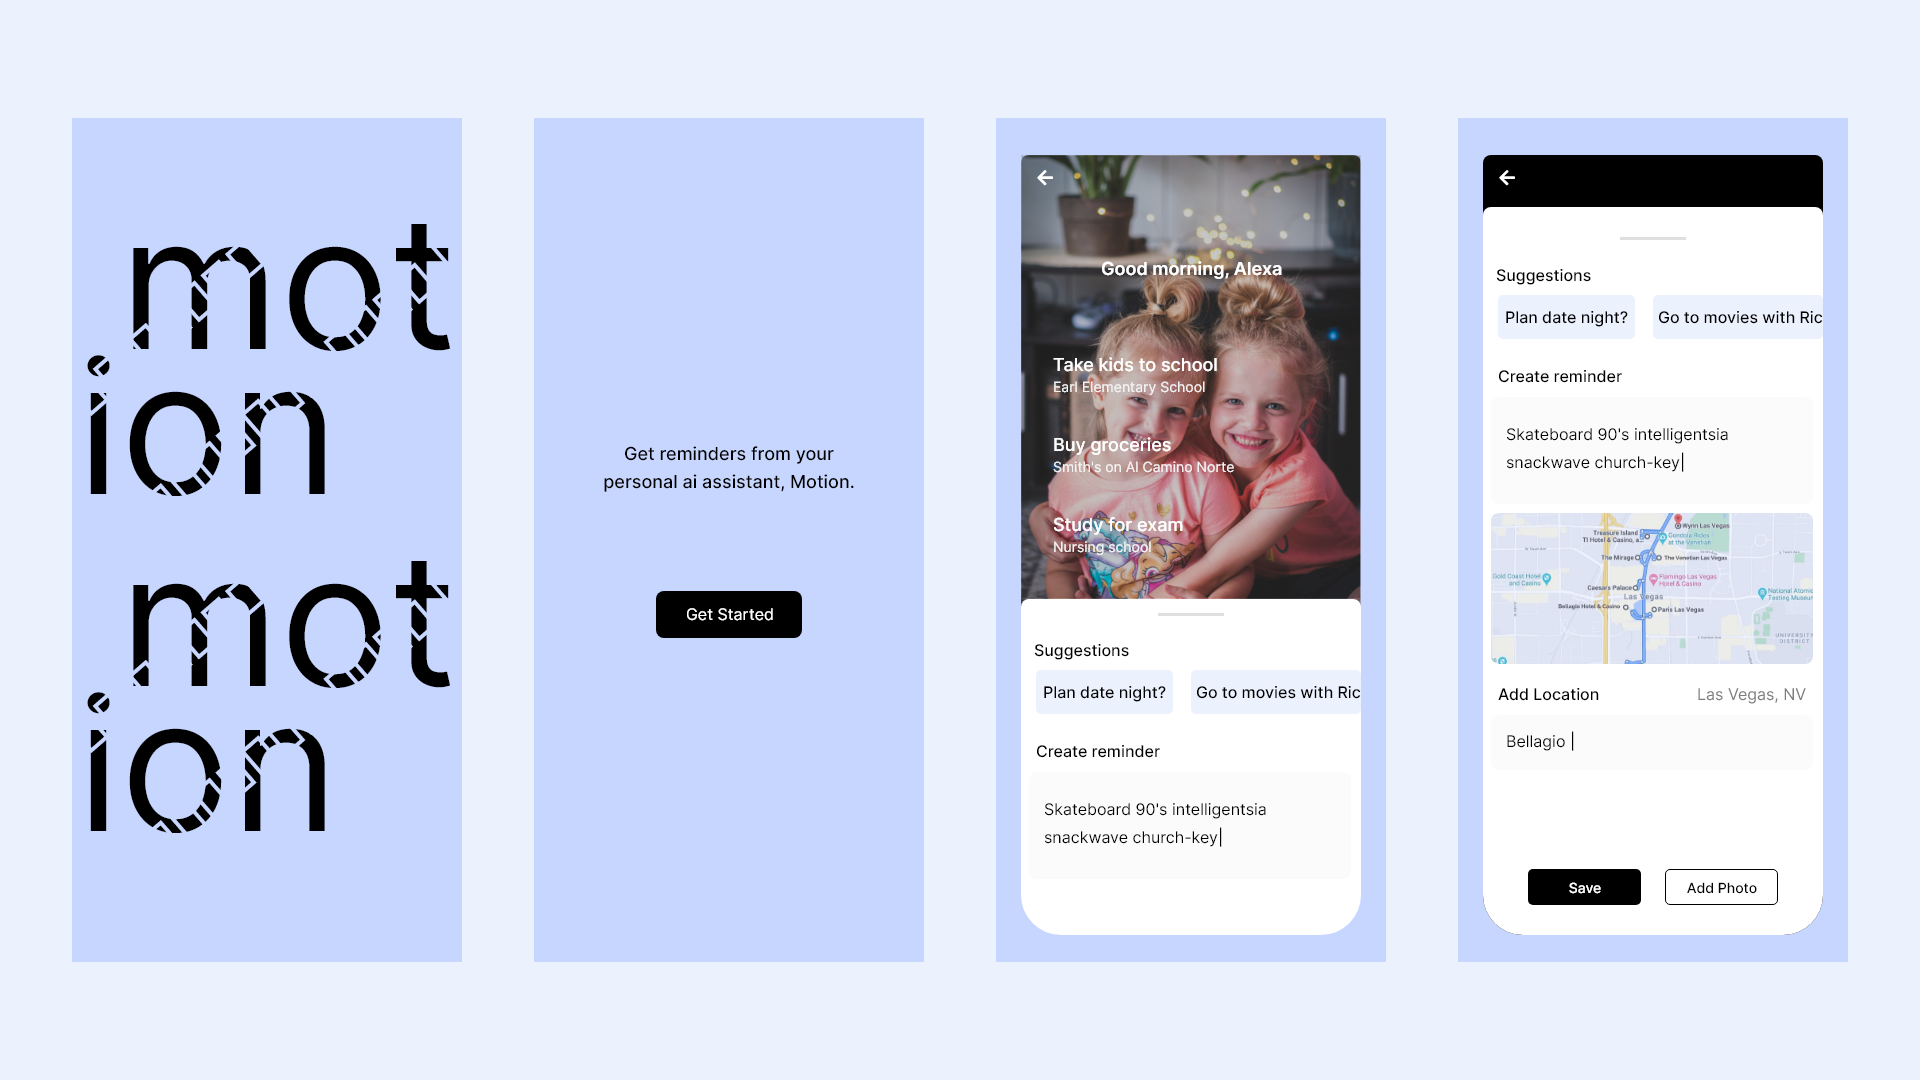 mot
ion
mot
ion
Get reminders from your
personal ai assistant, Motion.
Get Started
Good morning, Alexa
Take kids to school
Earl Elementary School
Buy groceries
Smith's on Al Camino Norte
Study for exam
Nursing school
Suggestions
Plan date night?
Go to movies with Ric
Create reminder
Skateboard 90's intelligentsia
snackwave church-key
Suggestions
Plan date night?
Go to movies with Ric
Create reminder
Skateboard 90's intelligentsia
snackwave church-key
Wynn Las Vegas
Treasure Island
TI Hotel & Casino, a...
Gondola Rides
at the Venetian
The Mirage
The Venetian Las Vegas
Gold Coast Hotel
and Casino
Flamingo Las Vegas
Hotel & Casino
Caesars Palace
National Atomic
Testing Museum
Las Vegas
Bellagio Hotel & Casino
Paris Las Vegas
UNIVERSITY
DISTRICT
Add Location
Las Vegas, NV
Bellagio
Save
Add Photo